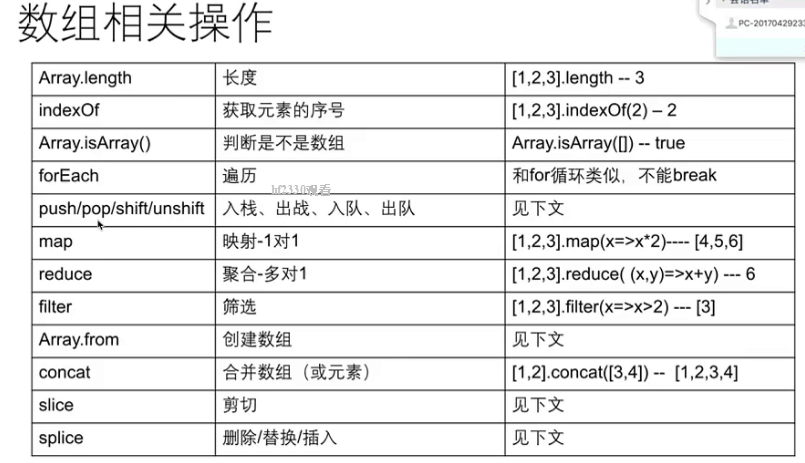 数组相关操作
PC-2017042923
Array.length 长度 [1,2,3].length -- 3
indexOf 获取元素的序号 [1,2,3].indexOf(2) – 2
Array.isArray() 判断是不是数组 Array.isArray([]) -- true
forEach 遍历 和for循环类似，不能break
hf2330观看
push/pop/shift/unshift 入栈、出战、入队、出队 见下文
map 映射-1对1 [1,2,3].map(x=>x*2)---- [4,5,6]
reduce 聚合-多对1 [1,2,3].reduce( (x,y)=>x+y) --- 6
filter 筛选 [1,2,3].filter(x=>x>2) --- [3]
Array.from 创建数组 见下文
concat 合并数组（或元素） [1,2].concat([3,4]) -- [1,2,3,4]
slice 剪切 见下文
splice 删除/替换/插入 见下文